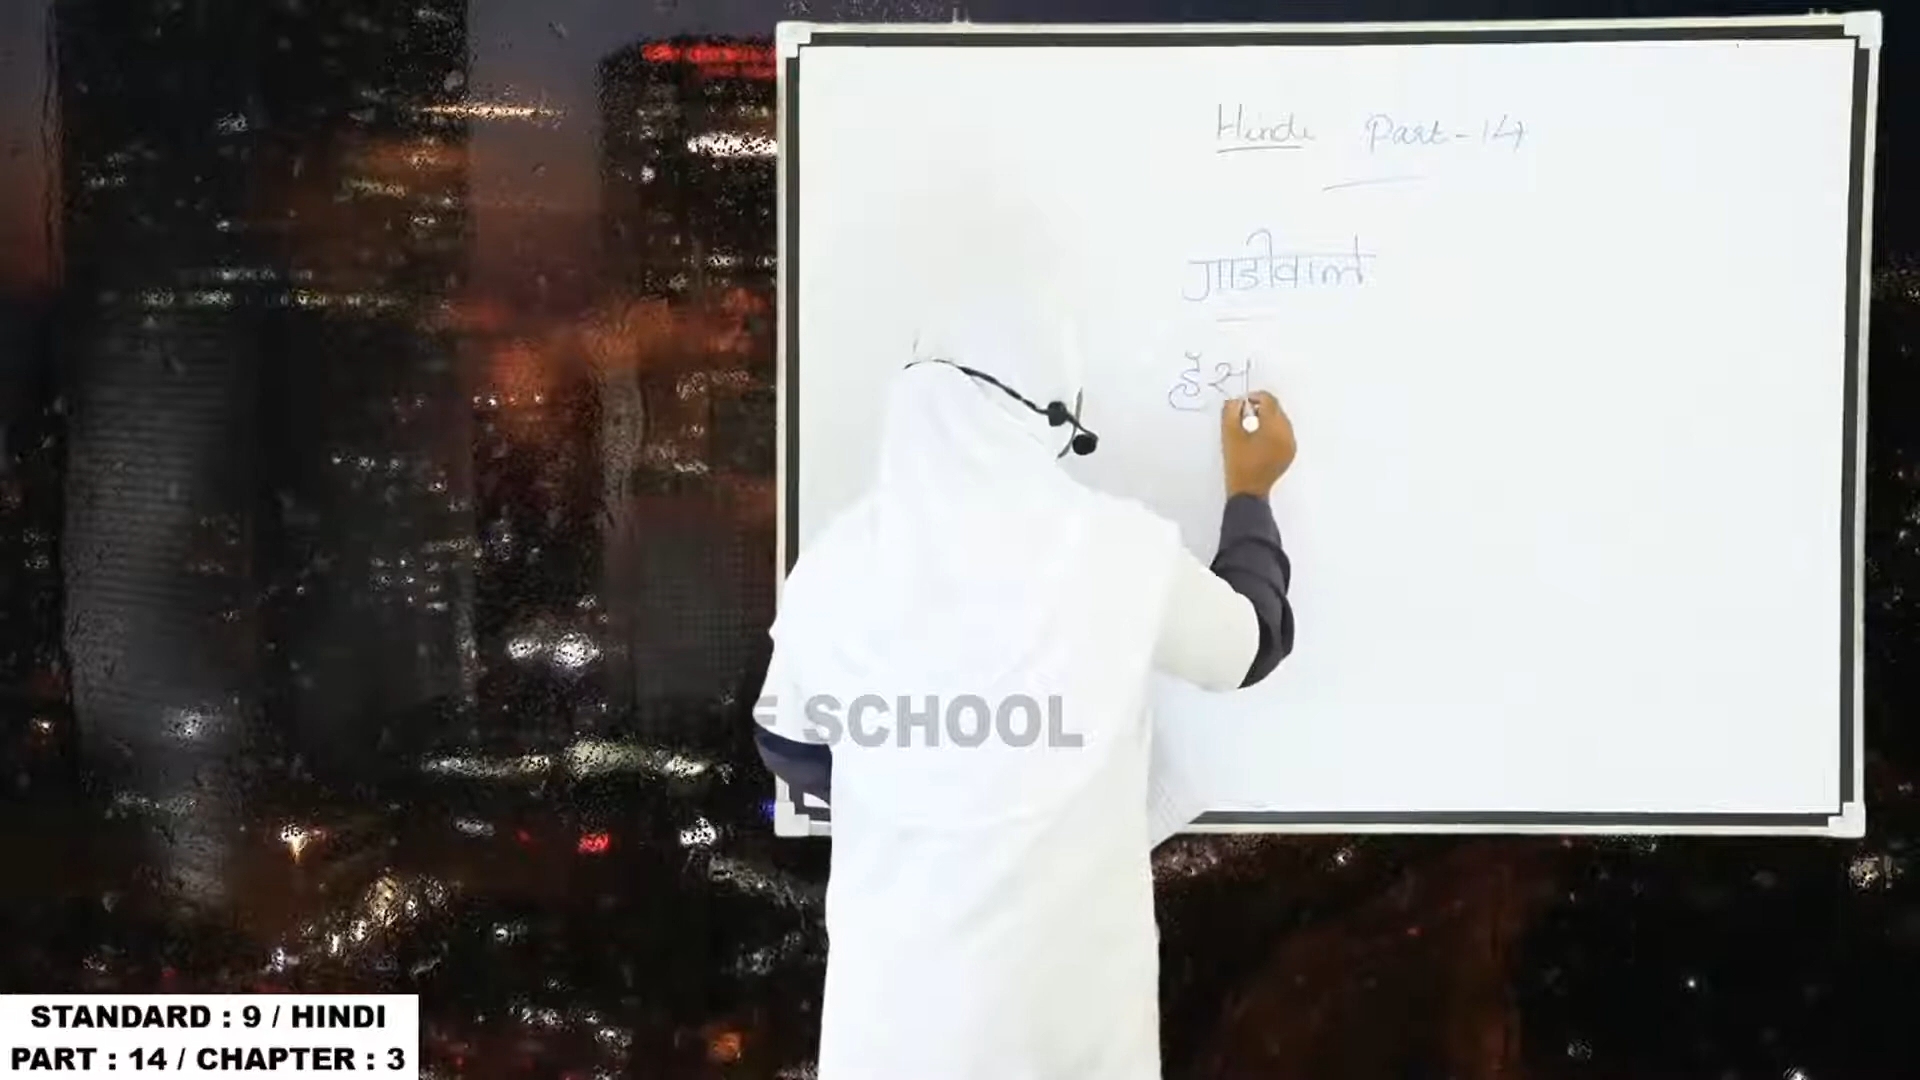 Hindi Part-14
गाडीवाले
हँस
SCHOOL
STANDARD : 9 / HINDI
PART : 14 / CHAPTER : 3